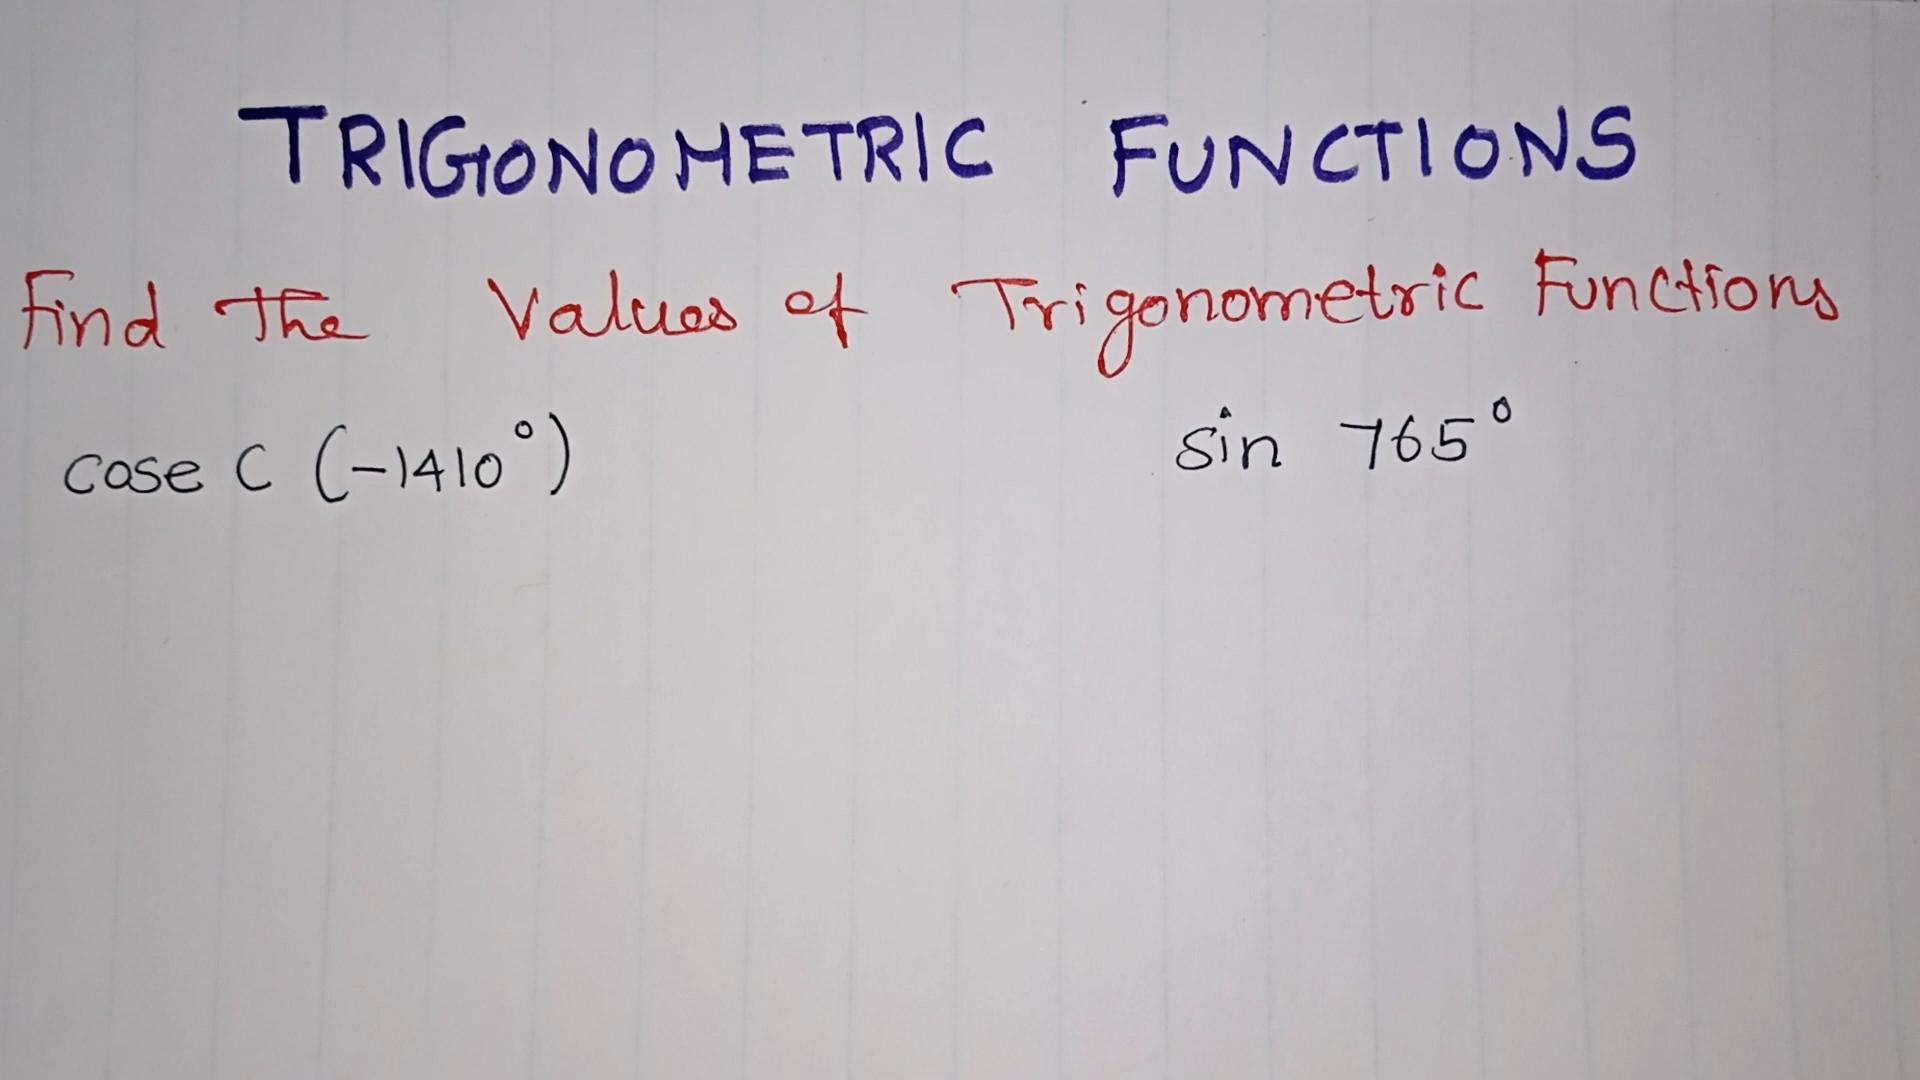 TRIGONOMETRIC FUNCTIONS
Find the Values of Trigonometric Functions
cosec (-1410°) sin 765°